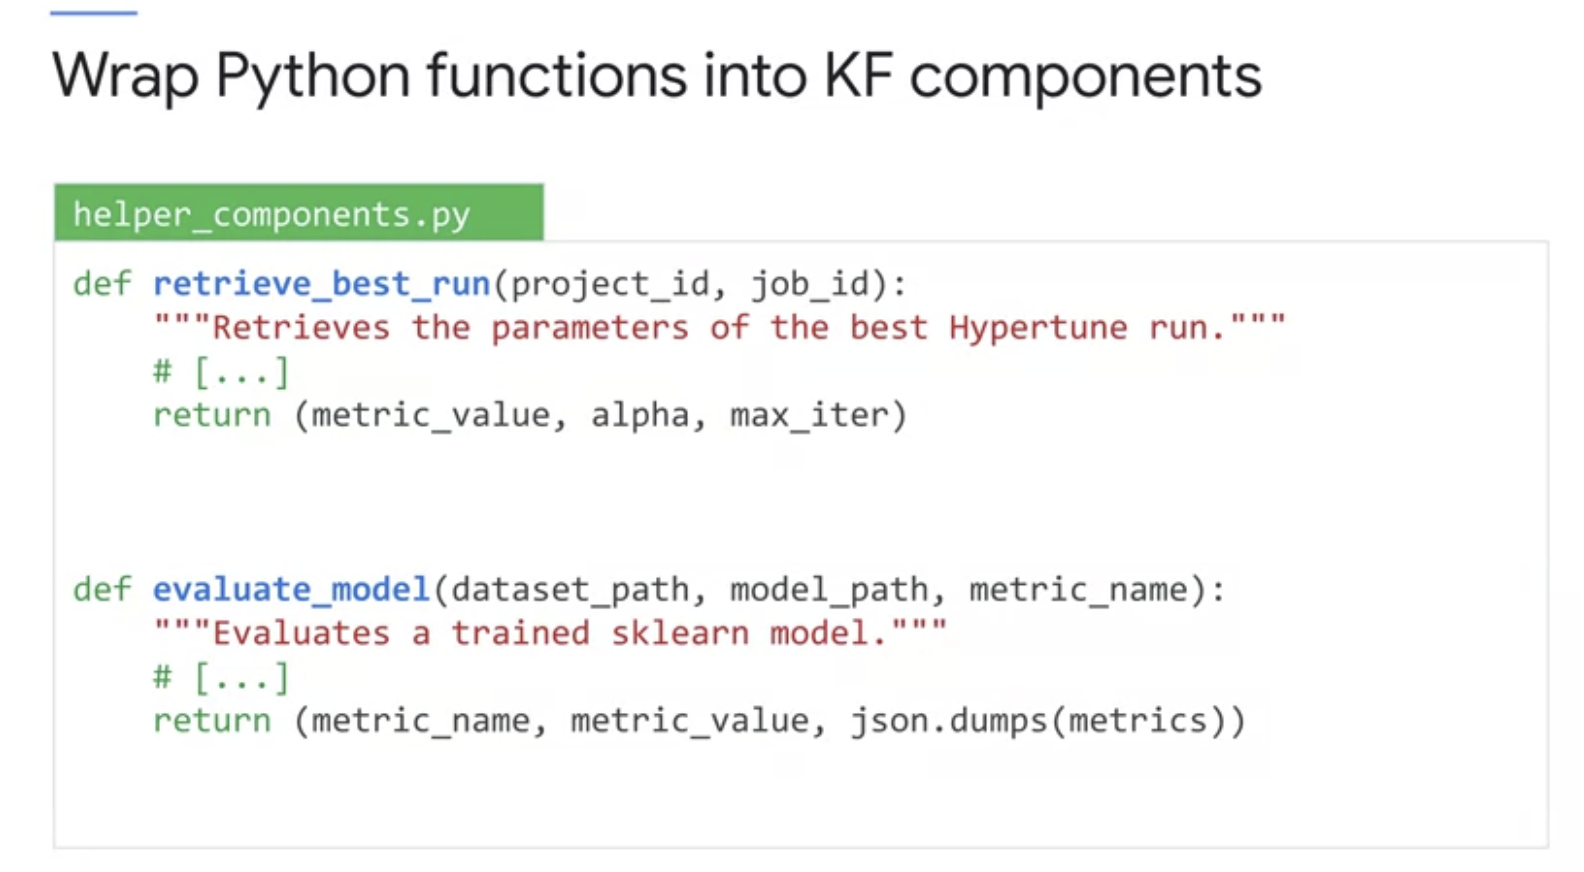 Wrap Python functions into KF components
helper_components.py
def retrieve_best_run(project_id, job_id):
    """Retrieves the parameters of the best Hypertune run."""
    # [...]
    return (metric_value, alpha, max_iter)
def evaluate_model(dataset_path, model_path, metric_name):
    """Evaluates a trained sklearn model."""
    # [...]
    return (metric_name, metric_value, json.dumps(metrics))